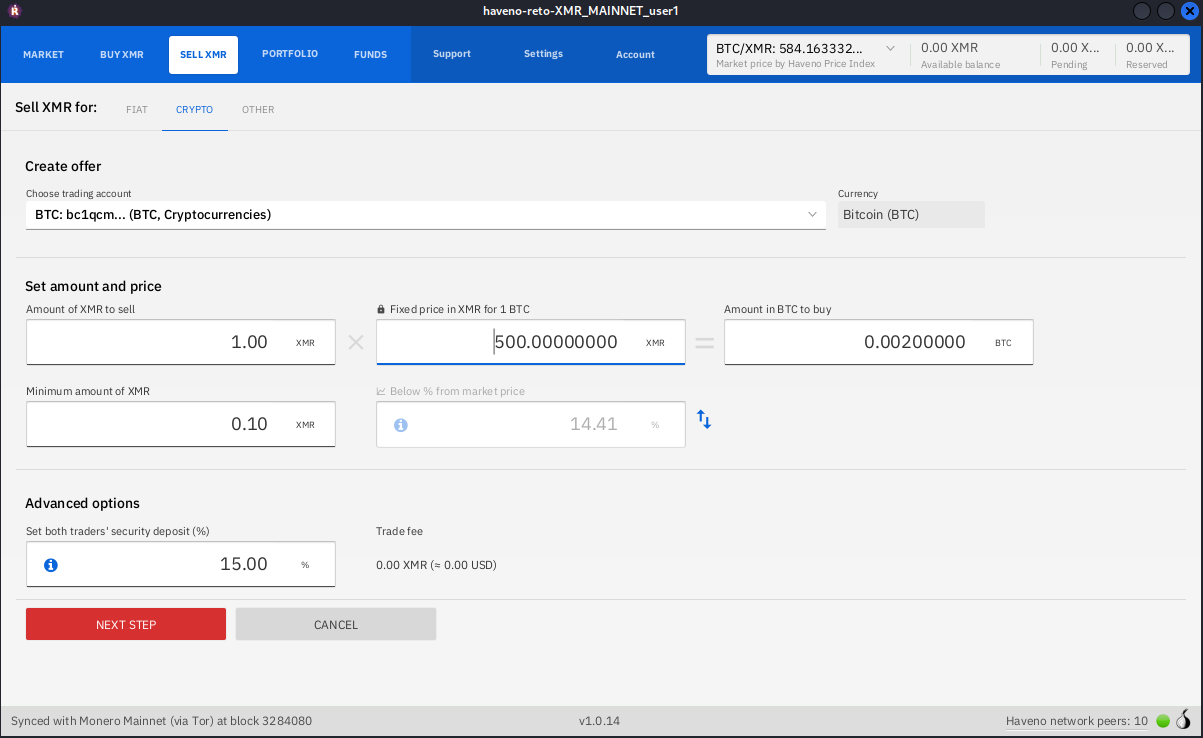 haveno-reto-XMR_MAINNET_user1
MARKET BUY XMR SELL XMR PORTFOLIO FUNDS Support Settings Account
BTC/XMR: 584.163332... 0.00 XMR 0.00 X... 0.00 X...
Market price by Haveno Price Index Available balance Pending Reserved
Sell XMR for: FIAT CRYPTO OTHER
Create offer
Choose trading account Currency
BTC: bc1qcm... (BTC, Cryptocurrencies) Bitcoin (BTC)
Set amount and price
Amount of XMR to sell Fixed price in XMR for 1 BTC Amount in BTC to buy
1.00 XMR × 500.00000000 XMR = 0.00200000 BTC
Minimum amount of XMR Below % from market price
0.10 XMR 14.41 %
Advanced options
Set both traders' security deposit (%) Trade fee
15.00 % 0.00 XMR (≈ 0.00 USD)
NEXT STEP CANCEL
Synced with Monero Mainnet (via Tor) at block 3284080 v1.0.14 Haveno network peers: 10